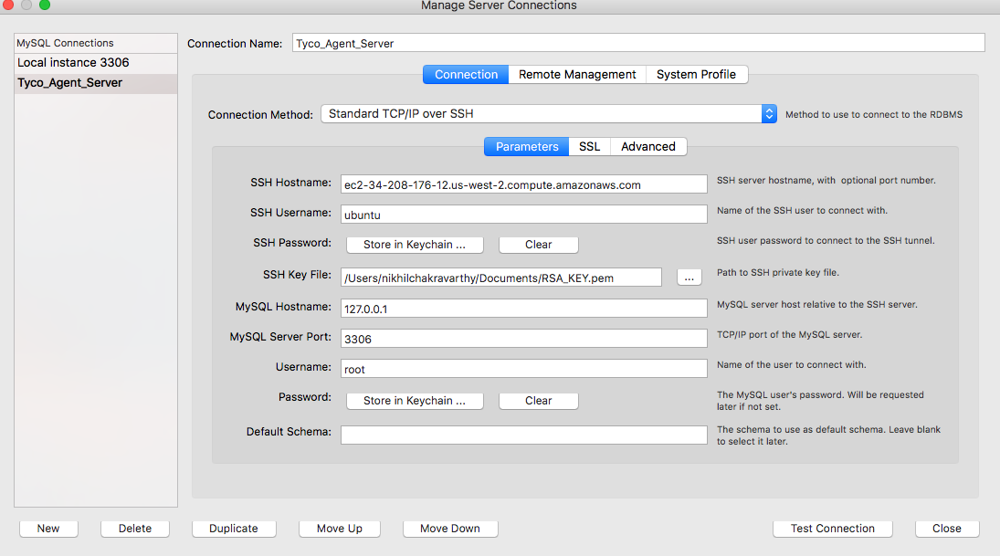 Manage Server Connections
MySQL Connections
Local instance 3306
Tyco_Agent_Server
Connection Name:
Tyco_Agent_Server
Connection
Remote Management
System Profile
Connection Method:
Standard TCP/IP over SSH
Method to use to connect to the RDBMS
Parameters
SSL
Advanced
SSH Hostname:
ec2-34-208-176-12.us-west-2.compute.amazonaws.com
SSH server hostname, with  optional port number.
SSH Username:
ubuntu
Name of the SSH user to connect with.
SSH Password:
Store in Keychain ...
Clear
SSH user password to connect to the SSH tunnel.
SSH Key File:
/Users/nikhilchakravarthy/Documents/RSA_KEY.pem
...
Path to SSH private key file.
MySQL Hostname:
127.0.0.1
MySQL server host relative to the SSH server.
MySQL Server Port:
3306
TCP/IP port of the MySQL server.
Username:
root
Name of the user to connect with.
Password:
Store in Keychain ...
Clear
The MySQL user's password. Will be requested
later if not set.
Default Schema:
The schema to use as default schema. Leave blank
to select it later.
New
Delete
Duplicate
Move Up
Move Down
Test Connection
Close